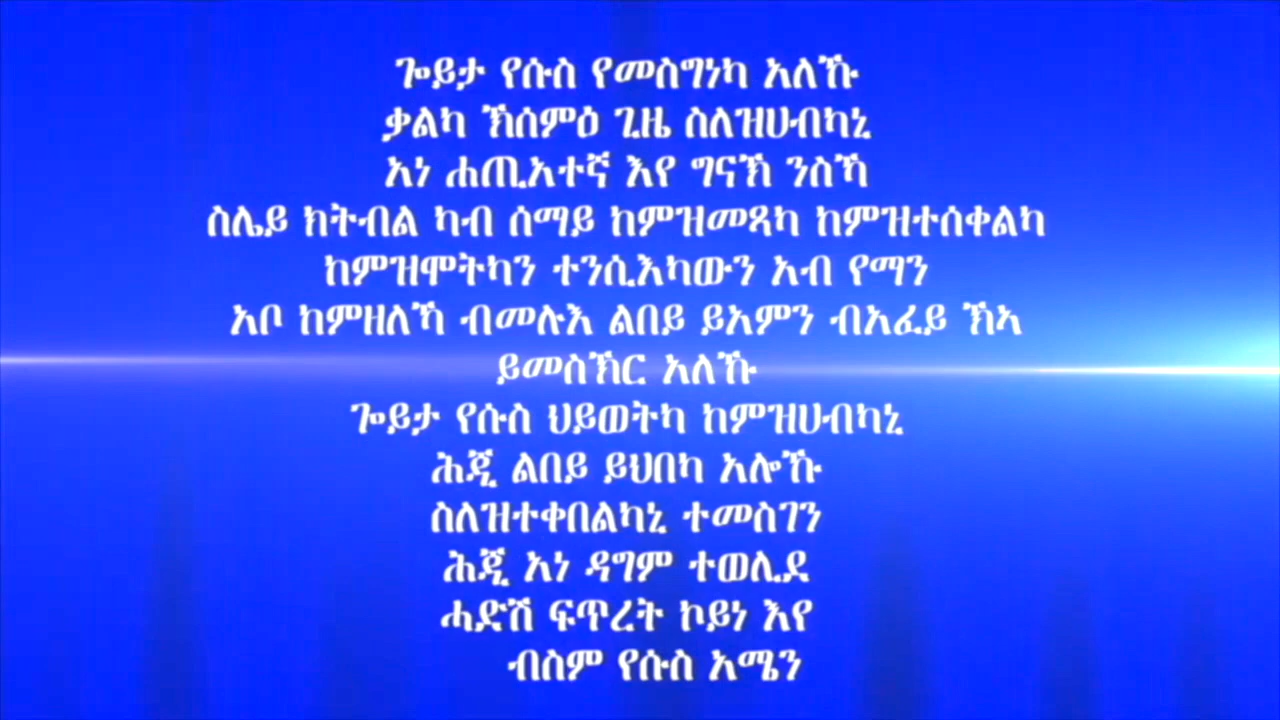 ጐይታ የሱስ የመስግነካ አለኹ
ቃልካ ኽሰምዕ ጊዜ ስለዝሀብካኒ
አነ ሐጢአተኛ እየ ግናኽ ንስኻ
ስሌይ ክትብል ካብ ሰማይ ከምዝመጻካ ከምዝተሰቀልካ
ከምዝሞትካን ተንሲእካውን አብ የማን
አቦ ከምዘለኻ ብመሉእ ልበይ ይአምን ብአፈይ ኽኣ
ይመስኽር አለኹ
ጐይታ የሱስ ህይወትካ ከምዝሀብካኒ
ሕጂ ልበይ ይህበካ አሎኹ
ስለዝተቀበልካኒ ተመስገን
ሕጂ አነ ዳግም ተወሊደ
ሓድሽ ፍጥረት ኮይነ እየ
ብስም የሱስ አሜን